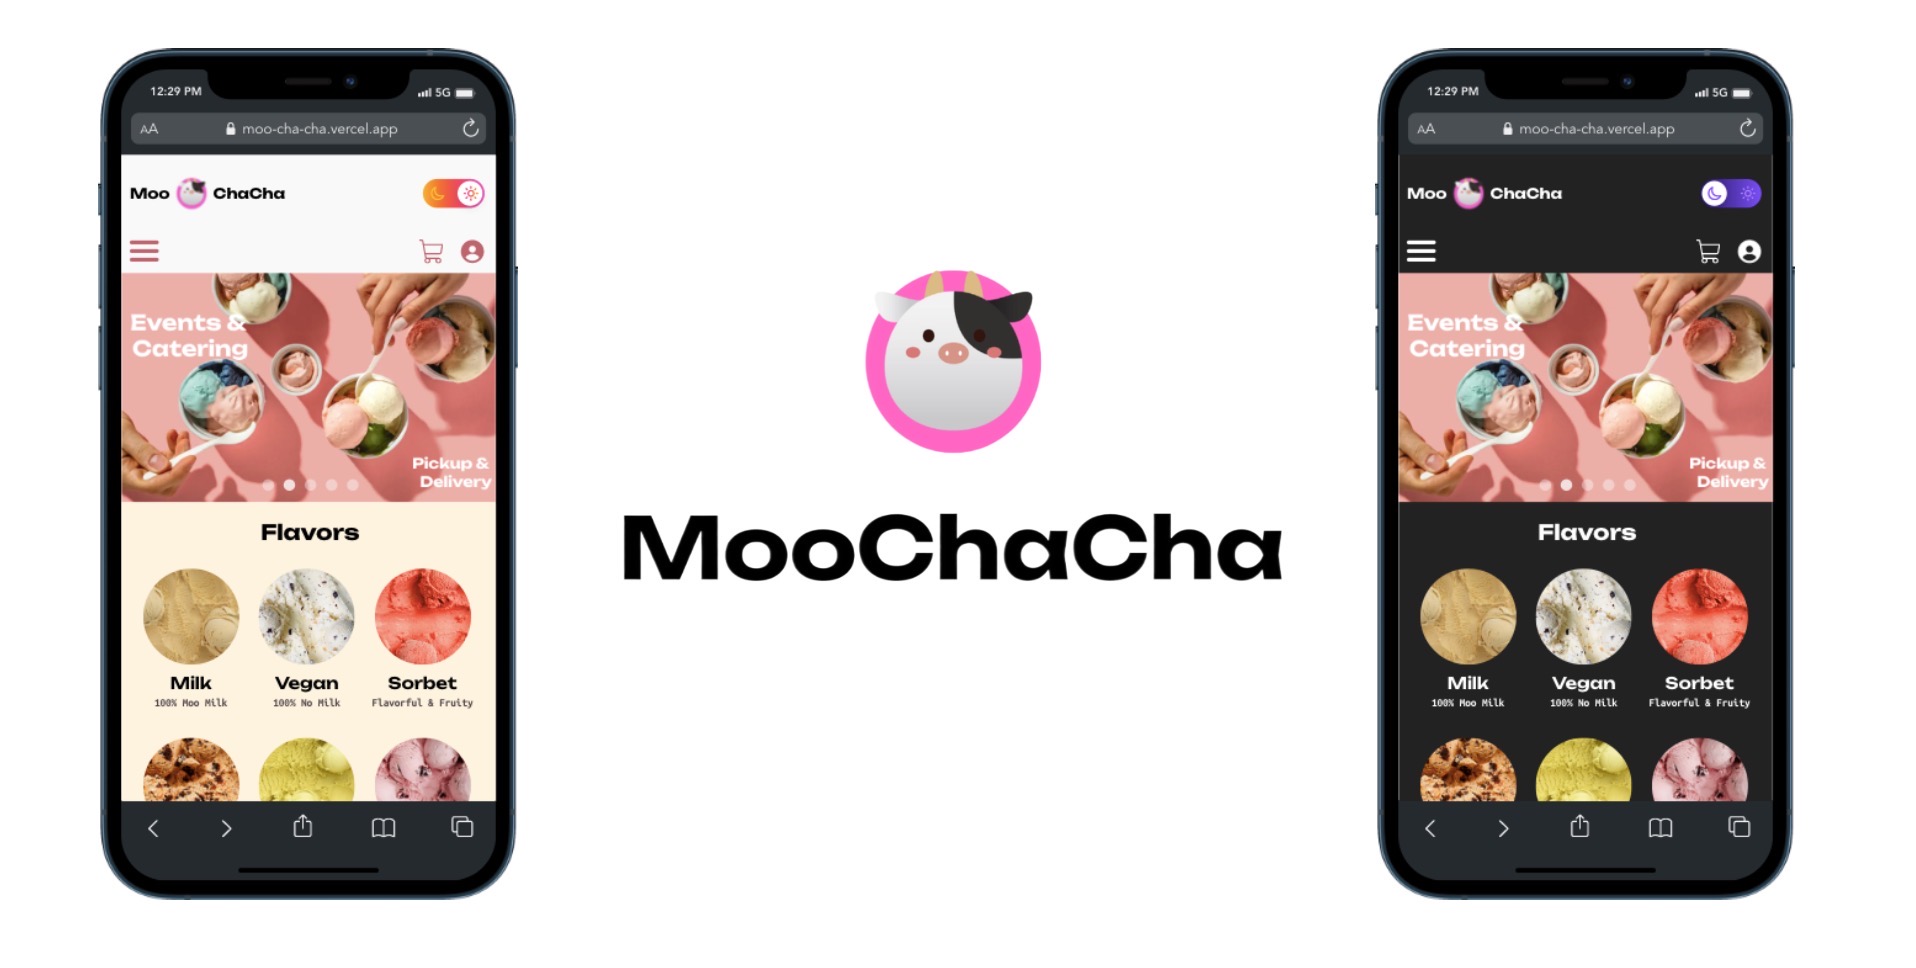 12:29 PM
5G
AA
moo-cha-cha.vercel.app
Moo ChaCha
Events &
Catering
Pickup &
Delivery
Flavors
Milk Vegan Sorbet
100% Moo Milk 100% No Milk Flavorful & Fruity
MooChaCha
12:29 PM
5G
AA
moo-cha-cha.vercel.app
Moo ChaCha
Events &
Catering
Pickup &
Delivery
Flavors
Milk Vegan Sorbet
100% Moo Milk 100% No Milk Flavorful & Fruity